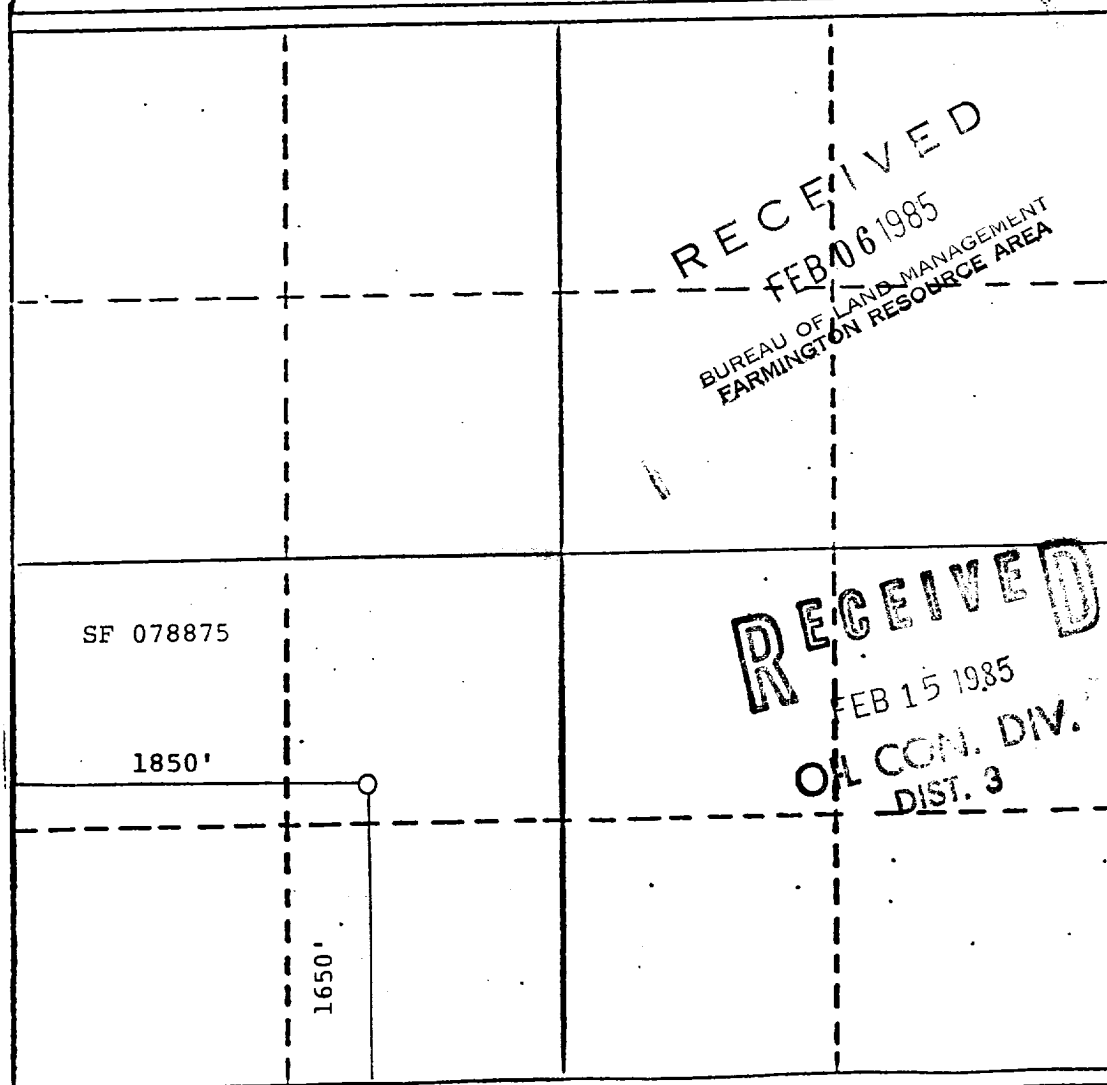 RECEIVED
FEB 06 1985
BUREAU OF LAND MANAGEMENT
FARMINGTON RESOURCE AREA
RECEIVED
FEB 15 1985
OIL CON. DIV.
DIST. 3
SF 078875
1850'
1650'